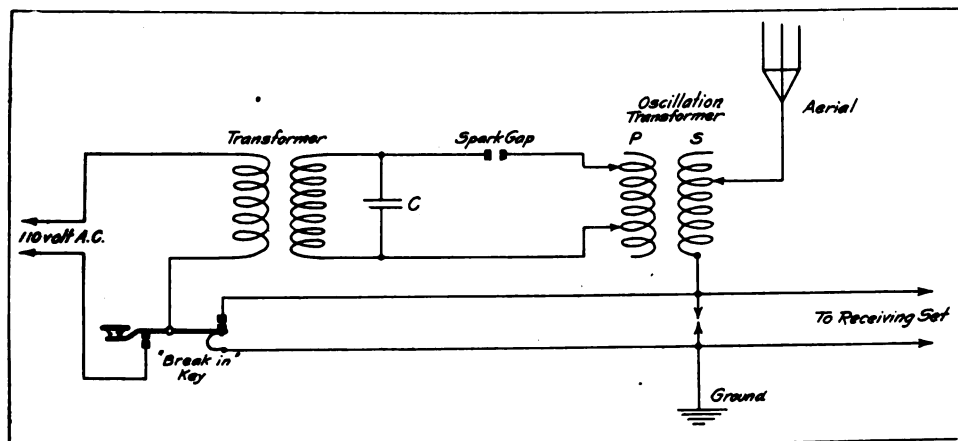 Oscillation
Transformer
P S
Aerial
Transformer
Spark Gap
C
110 volt A.C.
To Receiving Set
"Break in"
Key
Ground